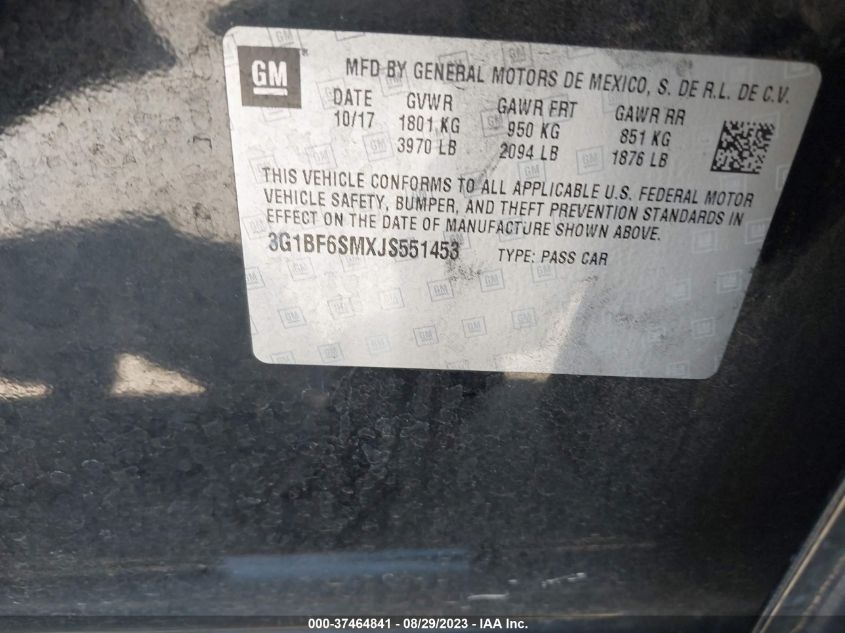 GM
MFD BY GENERAL MOTORS DE MEXICO, S. DE R.L. DE C.V.
DATE GVWR GAWR FRT GAWR RR
10/17 1801 KG 950 KG 851 KG
3970 LB 2094 LB 1876 LB
THIS VEHICLE CONFORMS TO ALL APPLICABLE U.S. FEDERAL MOTOR
VEHICLE SAFETY, BUMPER, AND THEFT PREVENTION STANDARDS IN
EFFECT ON THE DATE OF MANUFACTURE SHOWN ABOVE.
3G1BF6SMXJS551453 TYPE: PASS CAR
000-37464841 / 08/29/2023 - IAA Inc.